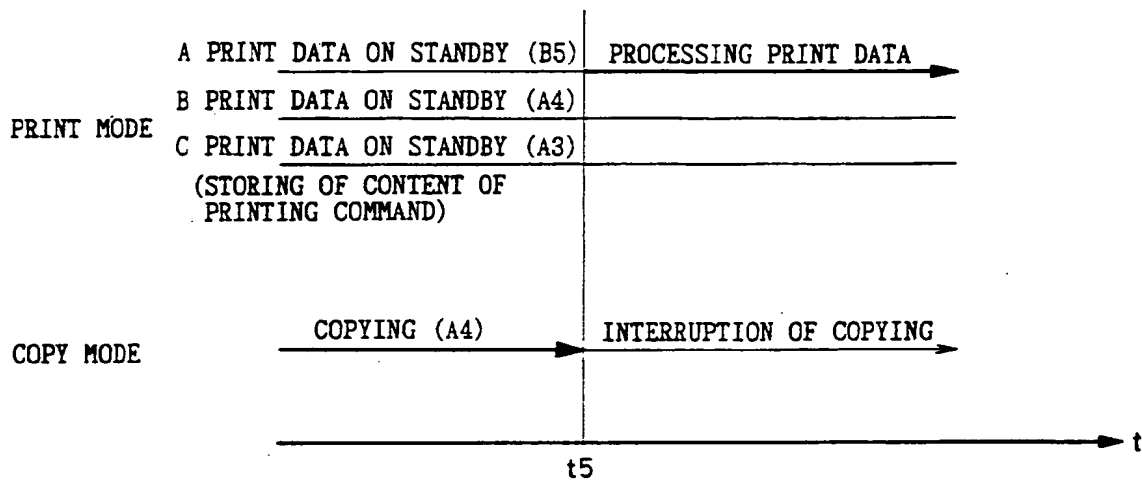 A PRINT DATA ON STANDBY (B5) PROCESSING PRINT DATA
B PRINT DATA ON STANDBY (A4)
PRINT MODE
C PRINT DATA ON STANDBY (A3)
(STORING OF CONTENT OF
PRINTING COMMAND)
COPYING (A4) INTERRUPTION OF COPYING
COPY MODE
t
t5